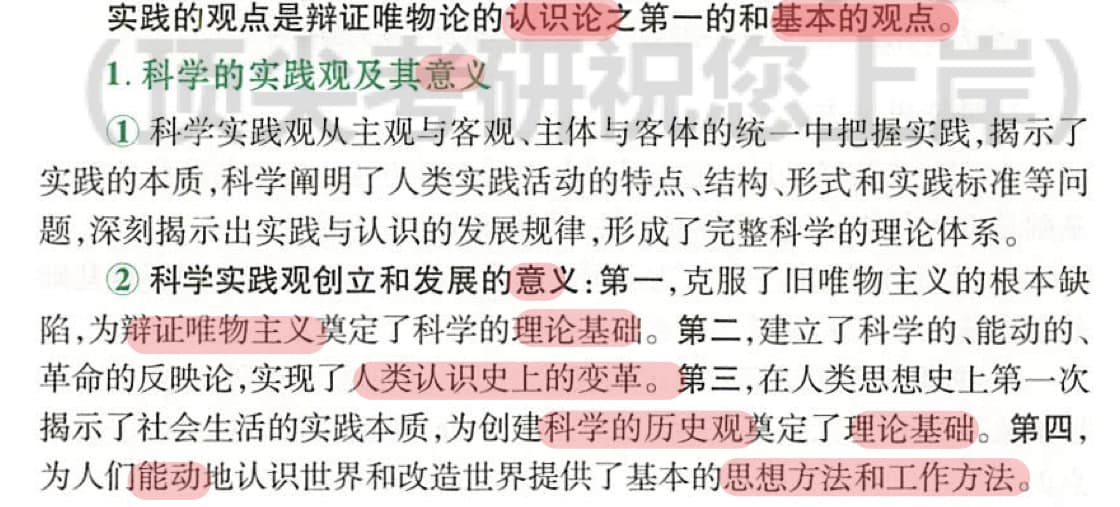 实践的观点是辩证唯物论的认识论之第一的和基本的观点。
(顶尖考研祝您上岸)
1. 科学的实践观及其意义
①科学实践观从主观与客观、主体与客体的统一中把握实践,揭示了
实践的本质,科学阐明了人类实践活动的特点、结构、形式和实践标准等问
题,深刻揭示出实践与认识的发展规律,形成了完整科学的理论体系。
②科学实践观创立和发展的意义:第一,克服了旧唯物主义的根本缺
陷,为辩证唯物主义奠定了科学的理论基础。第二,建立了科学的、能动的、
革命的反映论,实现了人类认识史上的变革。第三,在人类思想史上第一次
揭示了社会生活的实践本质,为创建科学的历史观奠定了理论基础。第四,
为人们能动地认识世界和改造世界提供了基本的思想方法和工作方法。